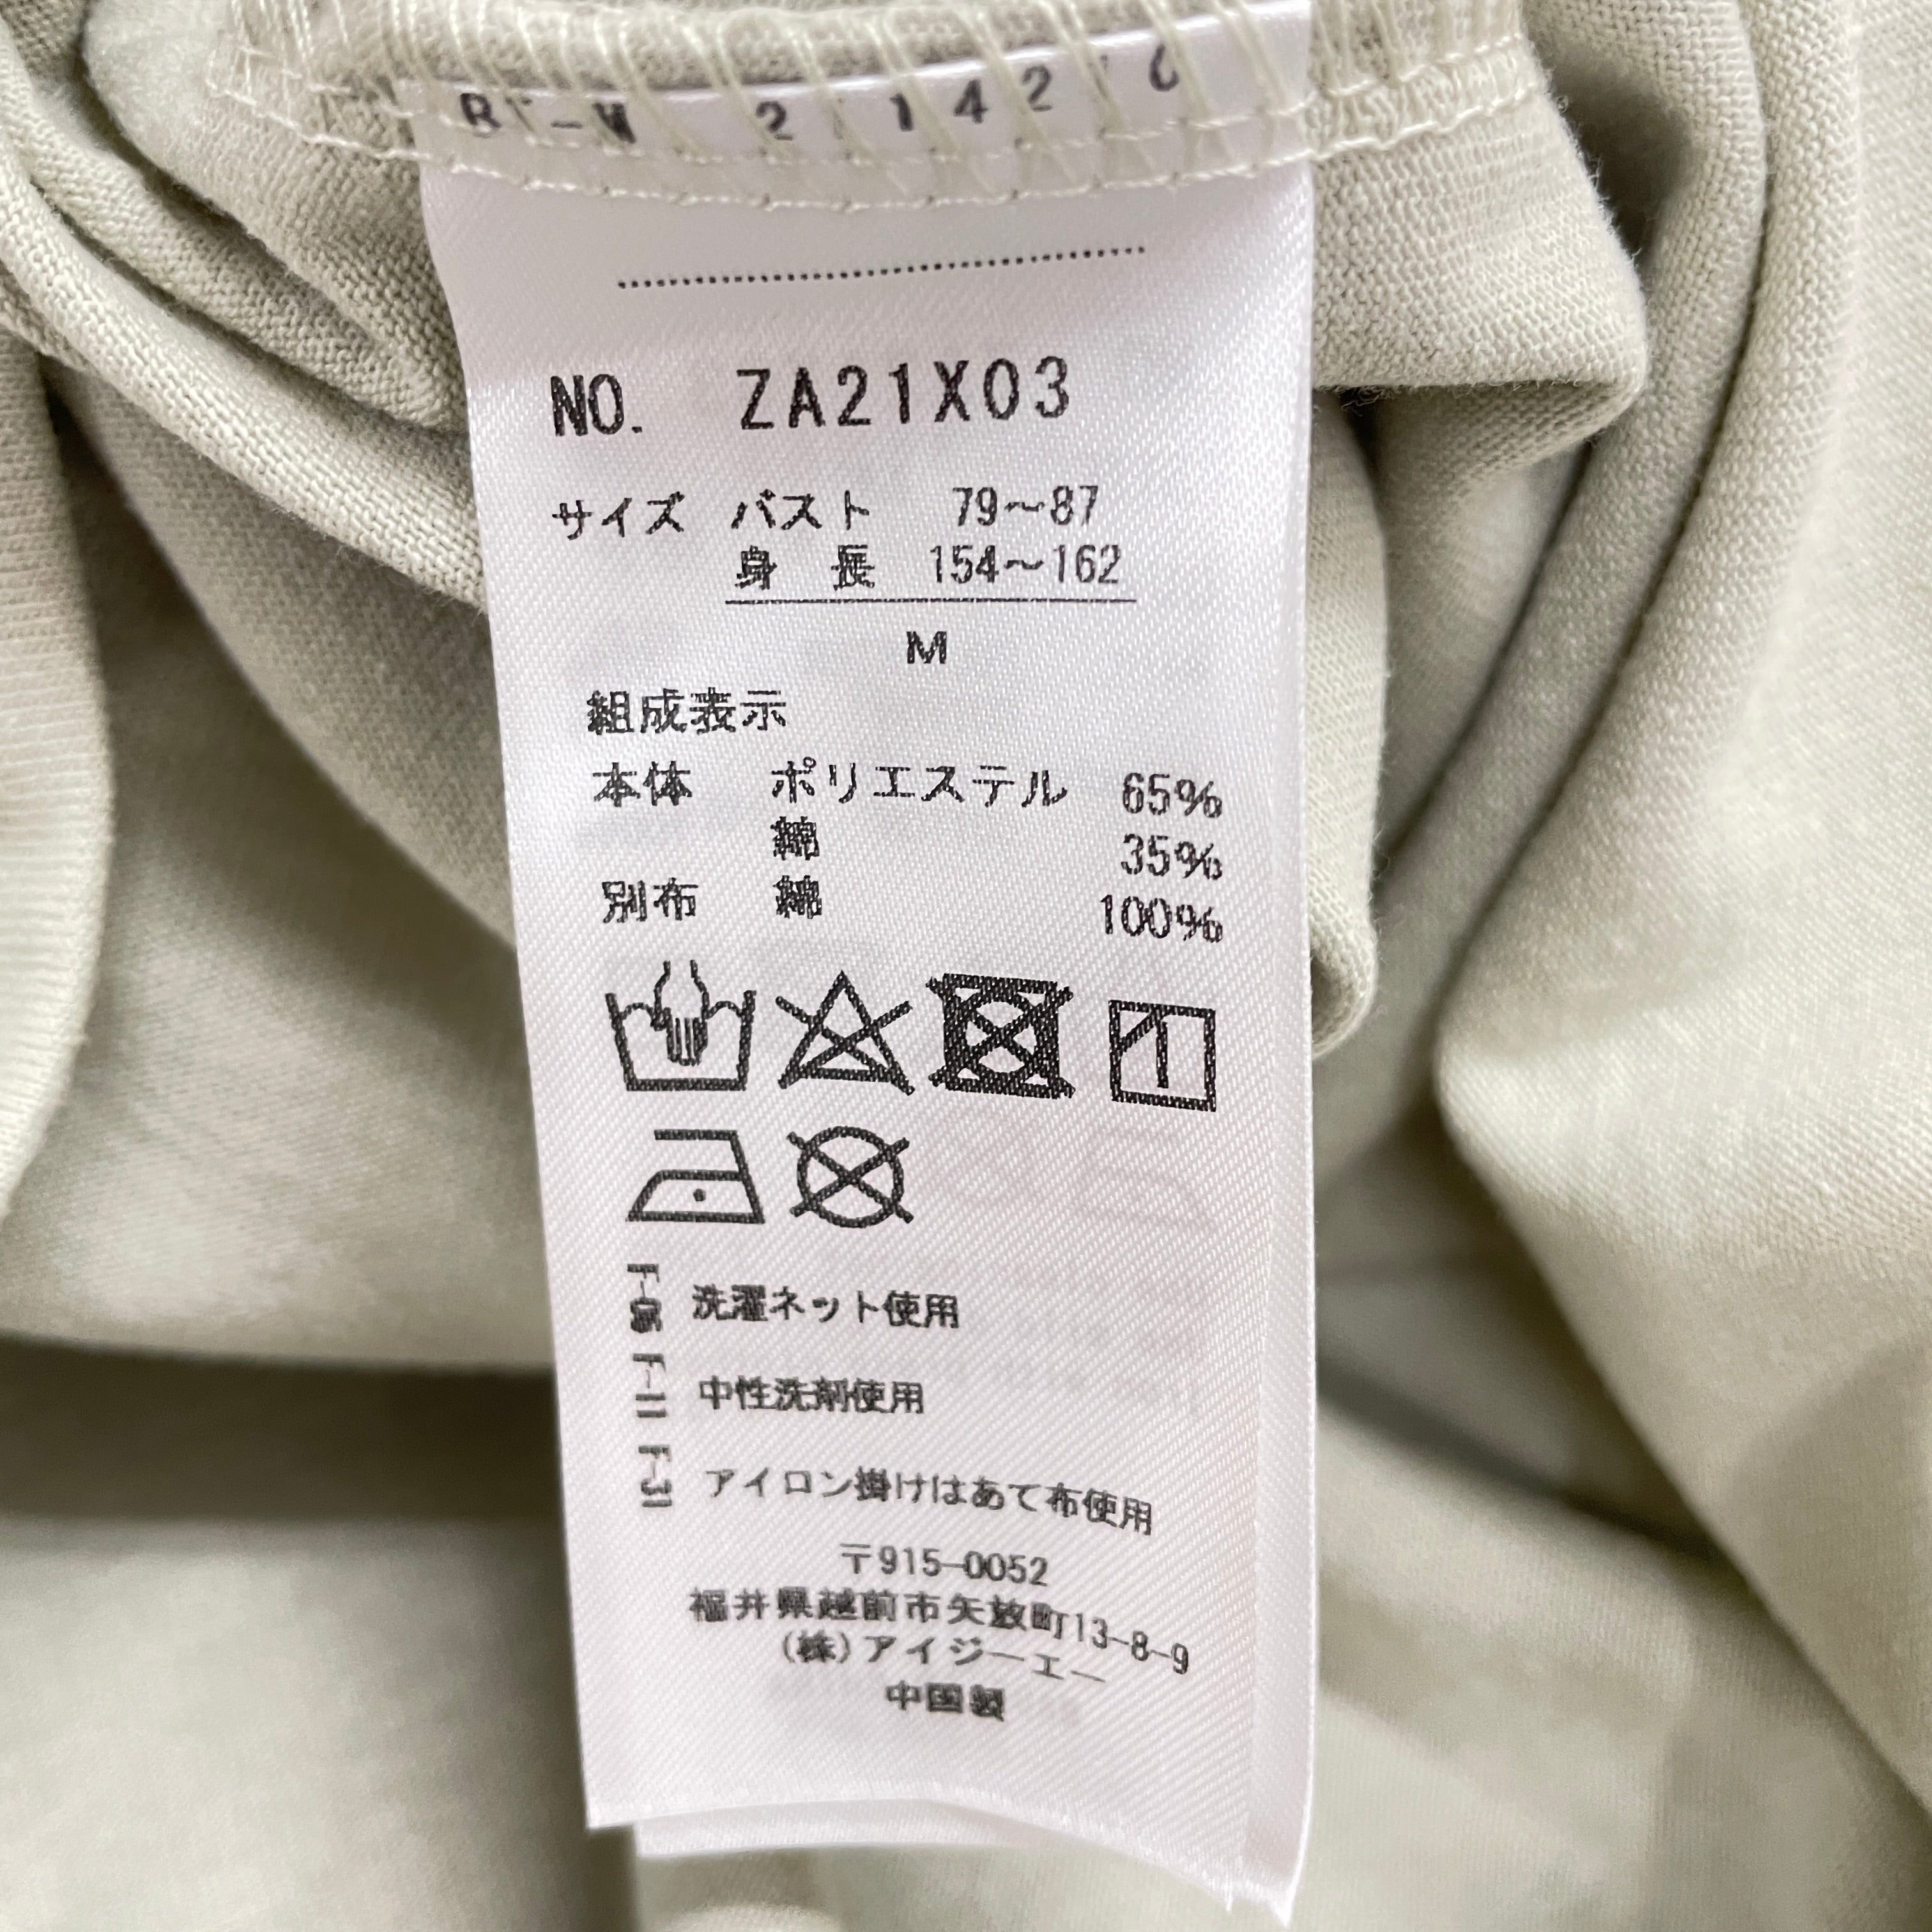 NO. ZA21X03
サイズ バスト 79～87
身 長 154～162
M
組成表示
本体 ポリエステル 65%
綿 35%
別布 綿 100%
F-06 洗濯ネット使用
F-11 中性洗剤使用
F-31 アイロン掛けはあて布使用
〒915-0052
福井県越前市矢放町13-8-9
(株)アイジーエー
中国製